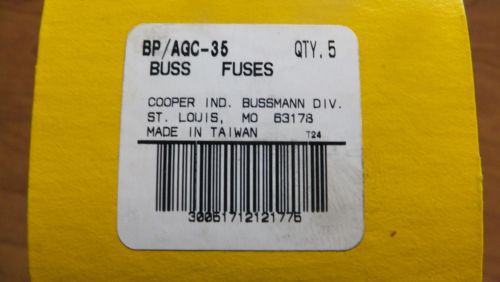 BP/AGC-35 QTY. 5
BUSS FUSES
COOPER IND. BUSSMANN DIV.
ST. LOUIS, MO 63178
MADE IN TAIWAN T24
30051712121775